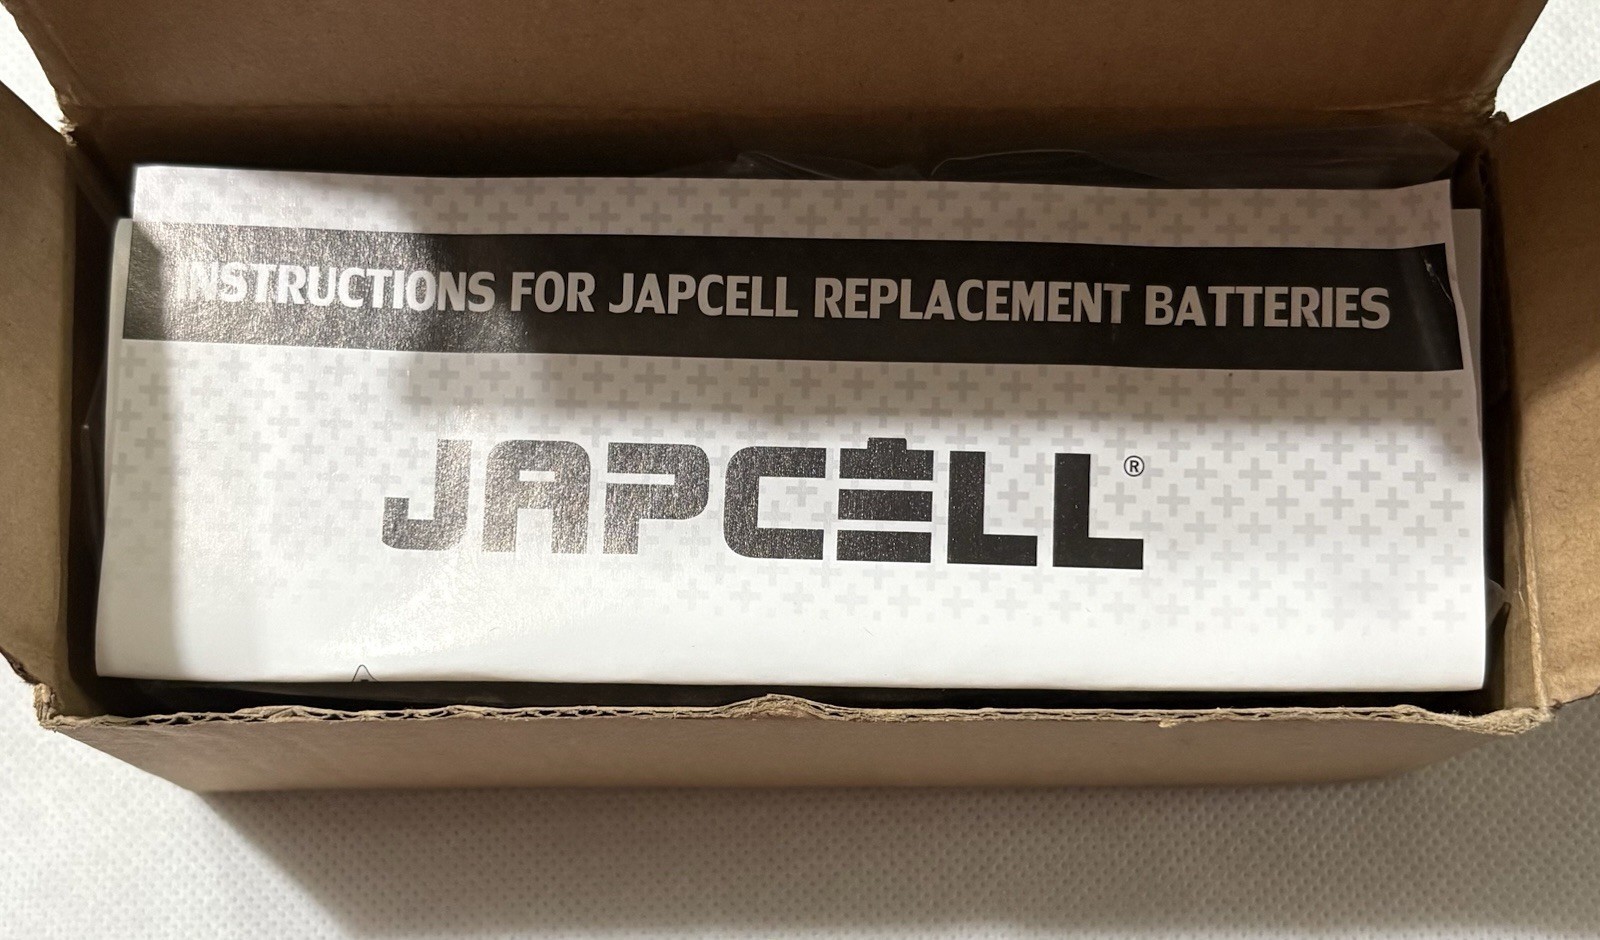 INSTRUCTIONS FOR JAPCELL REPLACEMENT BATTERIES
JAPCELL®